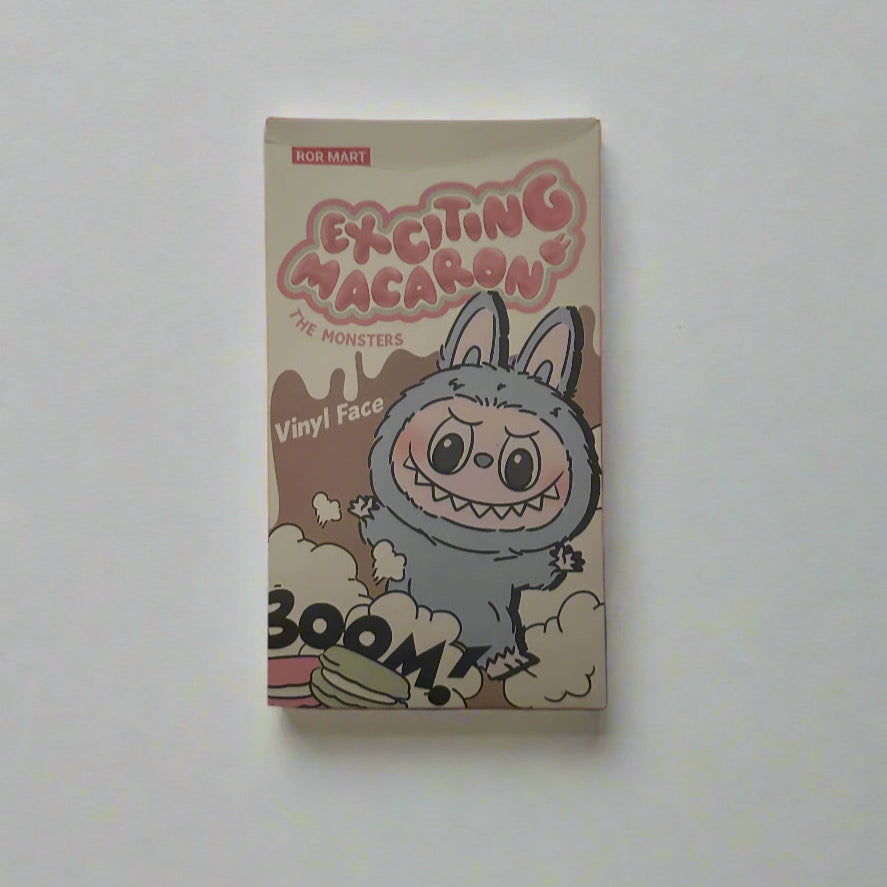 ROR MART
EXCITING
MACARON
THE MONSTERS
Vinyl Face
BOOM!